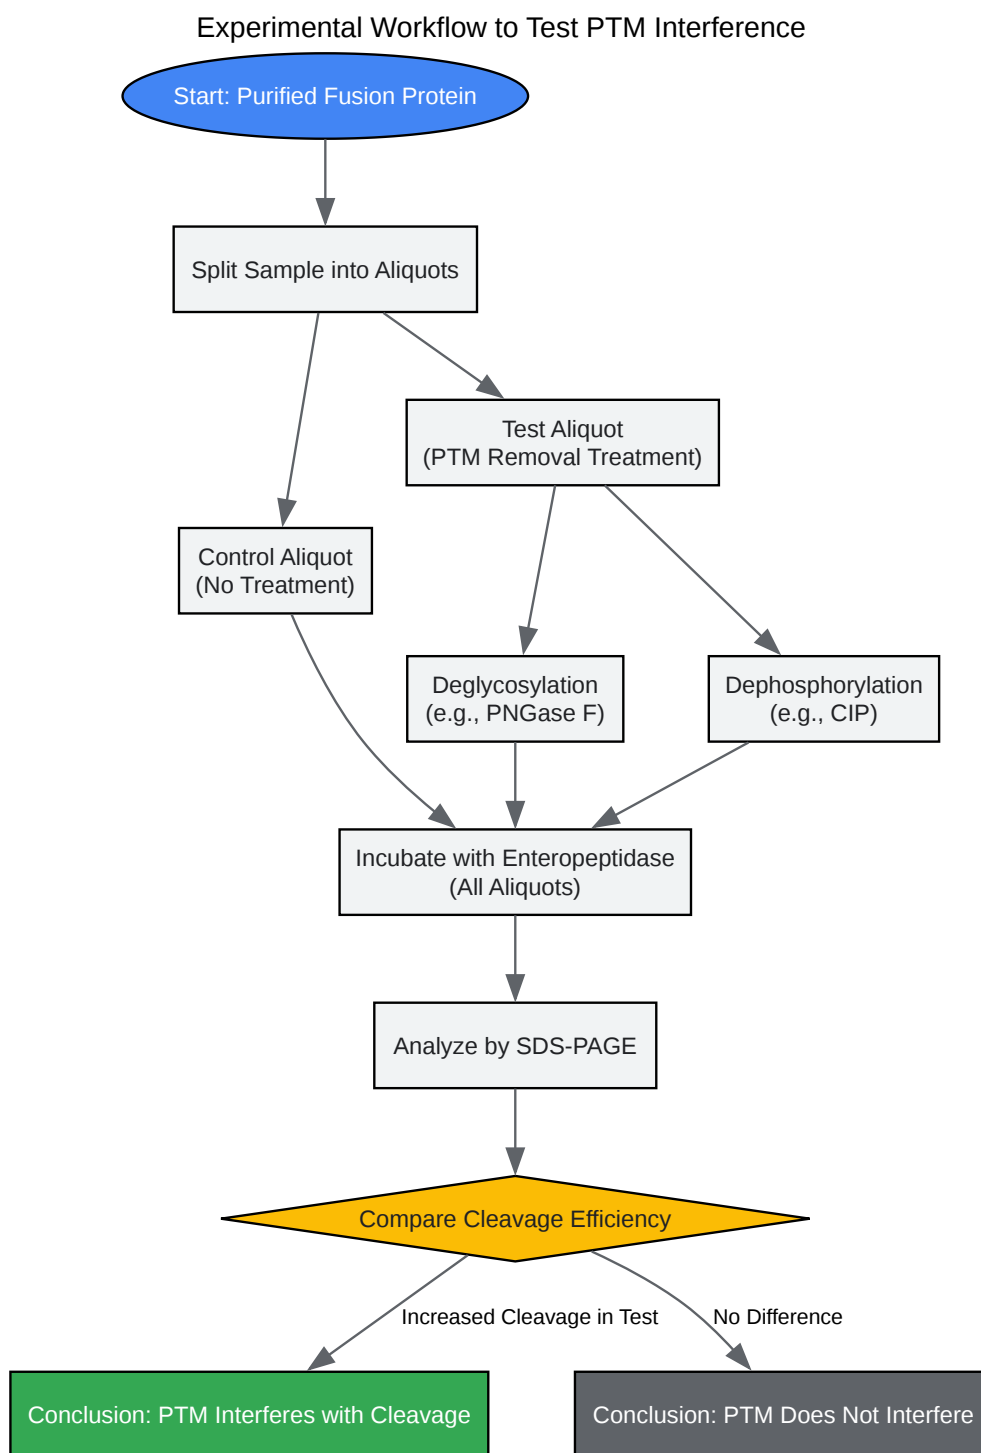 Experimental Workflow to Test PTM Interference
Start: Purified Fusion Protein
Split Sample into Aliquots
Test Aliquot
(PTM Removal Treatment)
Control Aliquot
(No Treatment)
Deglycosylation
(e.g., PNGase F)
Dephosphorylation
(e.g., CIP)
Incubate with Enteropeptidase
(All Aliquots)
Analyze by SDS-PAGE
Compare Cleavage Efficiency
Increased Cleavage in Test
No Difference
Conclusion: PTM Interferes with Cleavage
Conclusion: PTM Does Not Interfere